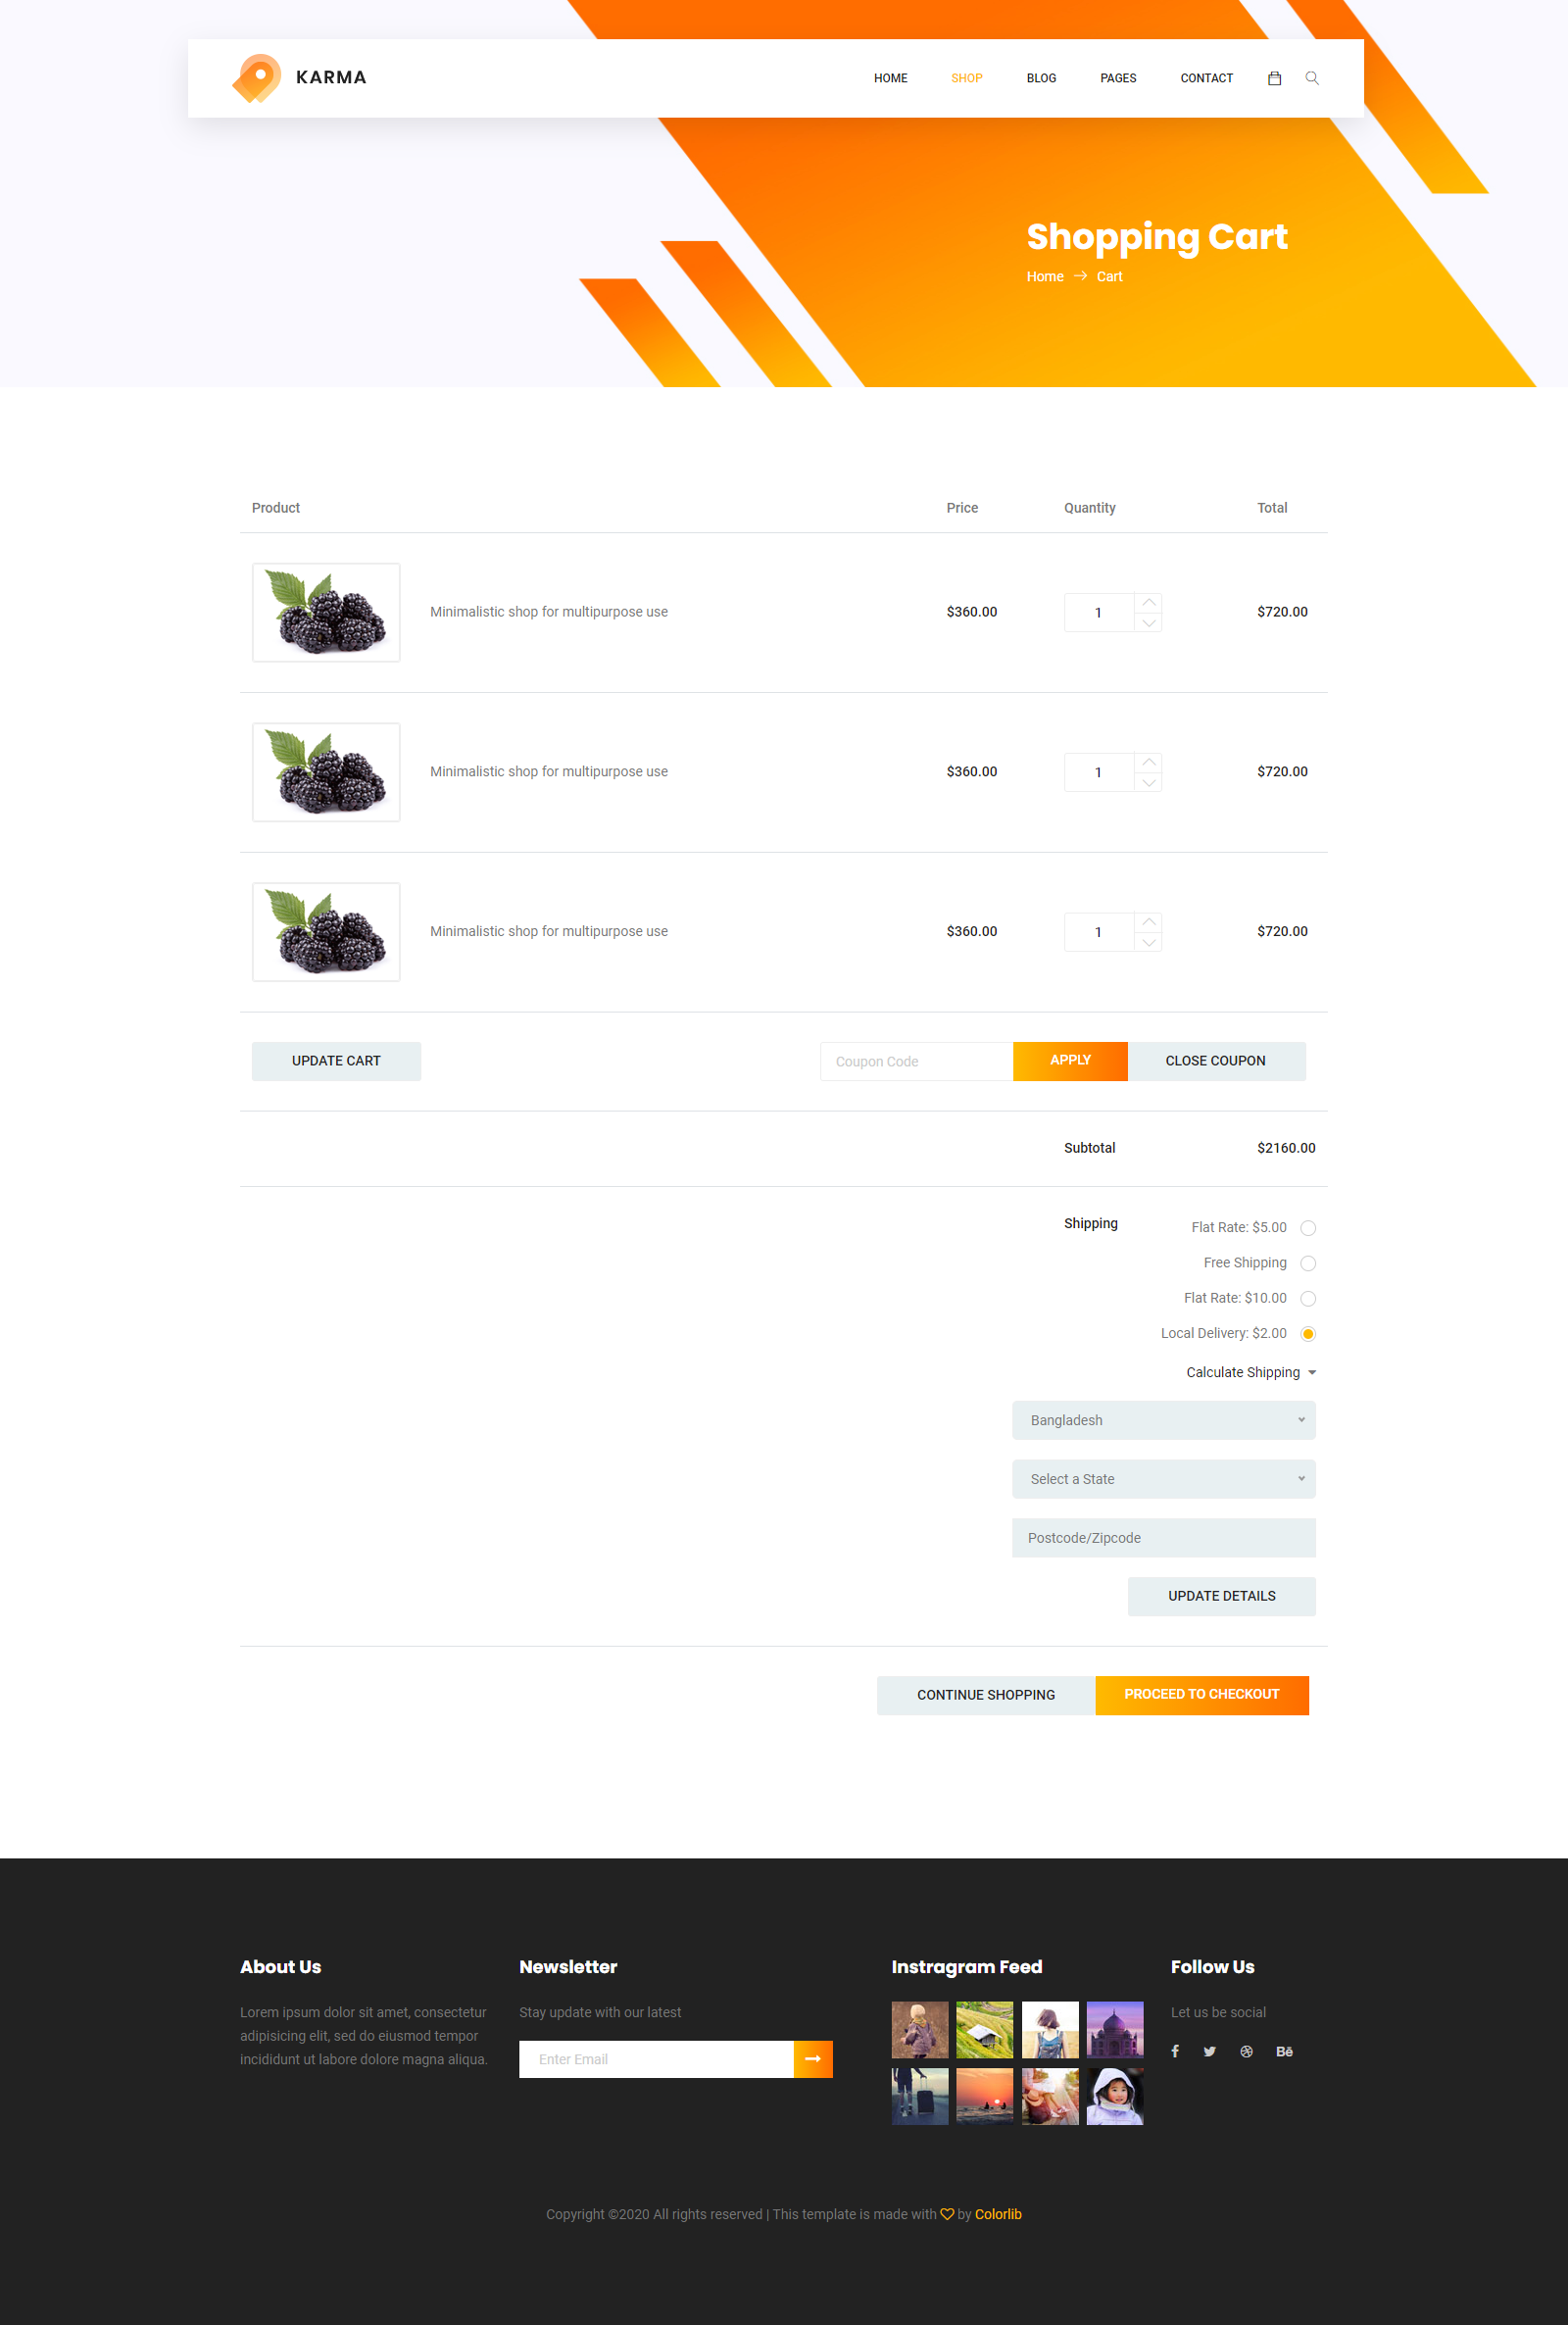 KARMA
HOME SHOP BLOG PAGES CONTACT
Shopping Cart
Home → Cart
Product Price Quantity Total
Minimalistic shop for multipurpose use $360.00 1 $720.00
Minimalistic shop for multipurpose use $360.00 1 $720.00
Minimalistic shop for multipurpose use $360.00 1 $720.00
UPDATE CART Coupon Code APPLY CLOSE COUPON
Subtotal $2160.00
Shipping Flat Rate: $5.00
Free Shipping
Flat Rate: $10.00
Local Delivery: $2.00
Calculate Shipping
Bangladesh
Select a State
Postcode/Zipcode
UPDATE DETAILS
CONTINUE SHOPPING PROCEED TO CHECKOUT
About Us
Lorem ipsum dolor sit amet, consectetur
adipisicing elit, sed do eiusmod tempor
incididunt ut labore dolore magna aliqua.
Newsletter
Stay update with our latest
Enter Email
Instragram Feed
Follow Us
Let us be social
Copyright ©2020 All rights reserved | This template is made with ♡ by Colorlib